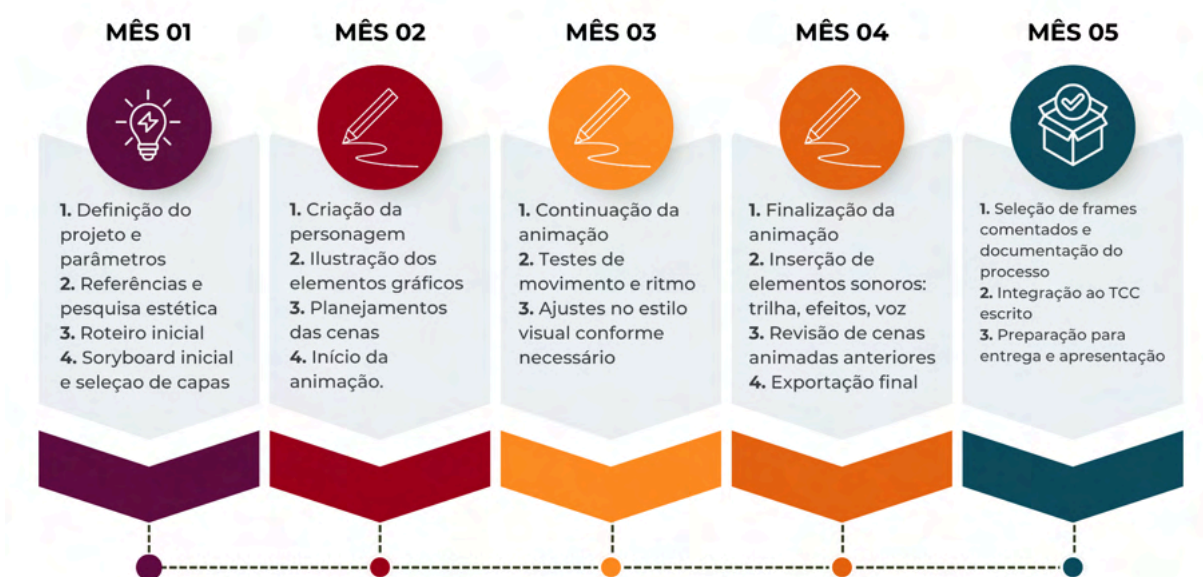 MÊS 01
1. Definição do
projeto e
parâmetros
2. Referências e
pesquisa estética
3. Roteiro inicial
4. Soryboard inicial
e seleçao de capas
MÊS 02
1. Criação da
personagem
2. Ilustração dos
elementos gráficos
3. Planejamentos
das cenas
4. Início da
animação.
MÊS 03
1. Continuação da
animação
2. Testes de
movimento e ritmo
3. Ajustes no estilo
visual conforme
necessário
MÊS 04
1. Finalização da
animação
2. Inserção de
elementos sonoros:
trilha, efeitos, voz
3. Revisão de cenas
animadas anteriores
4. Exportação final
MÊS 05
1. Seleção de frames
comentados e
documentação do
processo
2. Integração ao TCC
escrito
3. Preparação para
entrega e apresentação